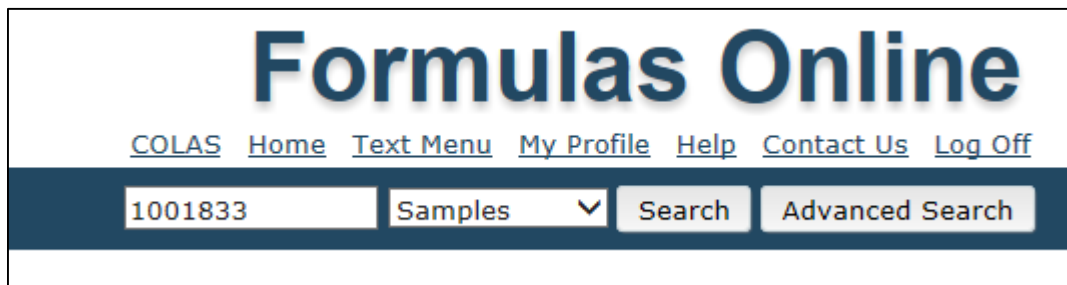 Formulas Online
COLAS Home Text Menu My Profile Help Contact Us Log Off
1001833 Samples Search Advanced Search